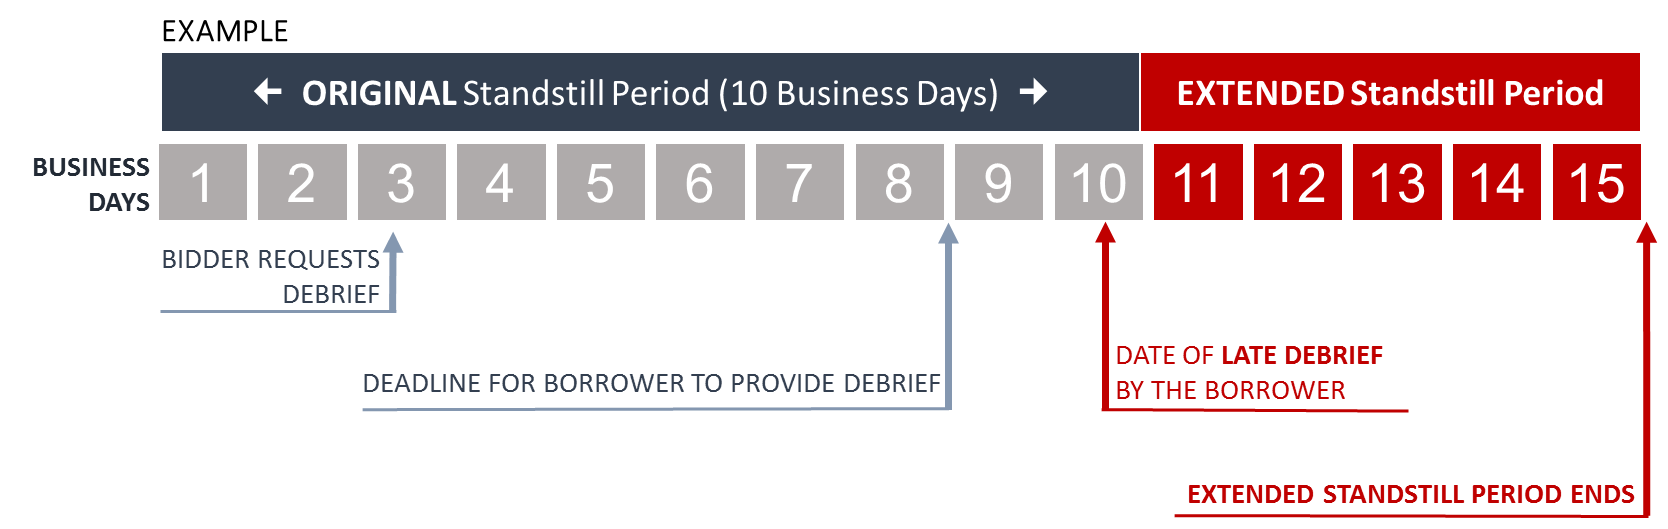 EXAMPLE
← ORIGINAL Standstill Period (10 Business Days) →
EXTENDED Standstill Period
BUSINESS
DAYS
1 2 3 4 5 6 7 8 9 10 11 12 13 14 15
BIDDER REQUESTS
DEBRIEF
DEADLINE FOR BORROWER TO PROVIDE DEBRIEF
DATE OF LATE DEBRIEF
BY THE BORROWER
EXTENDED STANDSTILL PERIOD ENDS